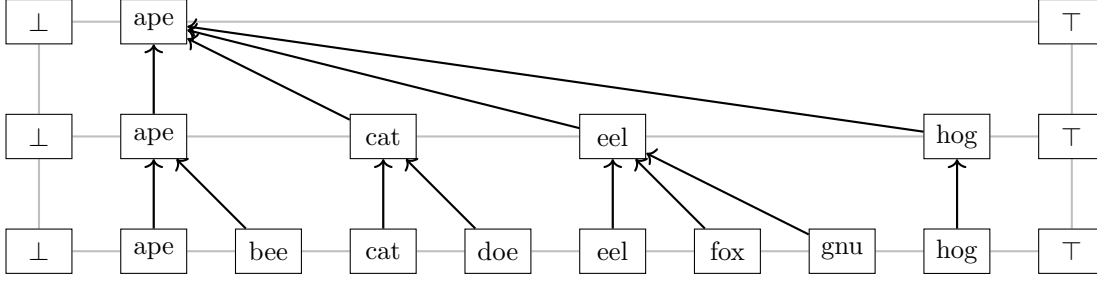 ⊥ ape ⊤
⊥ ape cat eel hog ⊤
⊥ ape bee cat doe eel fox gnu hog ⊤